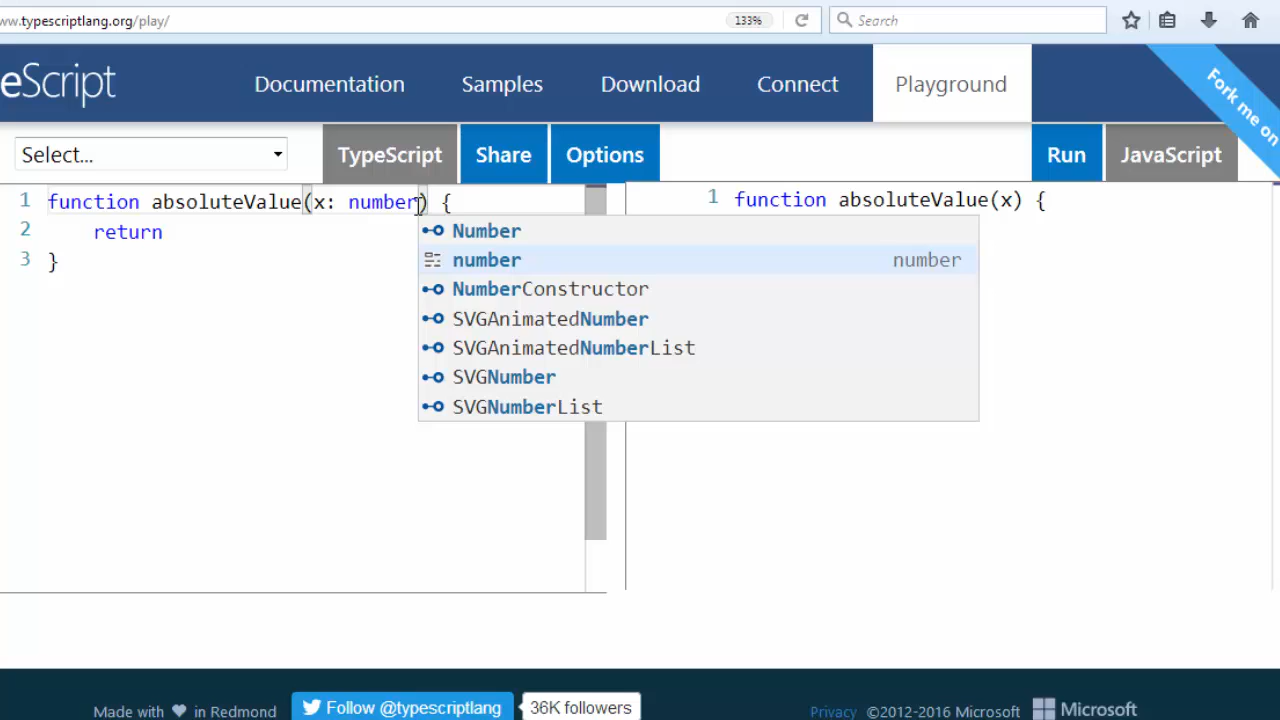 ww.typescriptlang.org/play/ 133% Search
eScript Documentation Samples Download Connect Playground
Fork me on
Select... TypeScript Share Options Run JavaScript
1 function absoluteValue(x: number) {
2 return
3 }
1 function absoluteValue(x) {
Number
number number
NumberConstructor
SVGAnimatedNumber
SVGAnimatedNumberList
SVGNumber
SVGNumberList
Made with ♥ in Redmond Follow @typescriptlang 36K followers Privacy ©2012-2016 Microsoft Microsoft